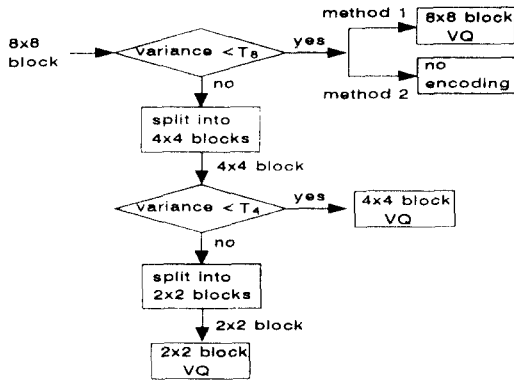 8x8
block
variance < T8
yes
method 1
8x8 block
VQ
method 2
no
encoding
no
split into
4x4 blocks
4x4 block
variance < T4
yes
4x4 block
VQ
no
split into
2x2 blocks
2x2 block
2x2 block
VQ